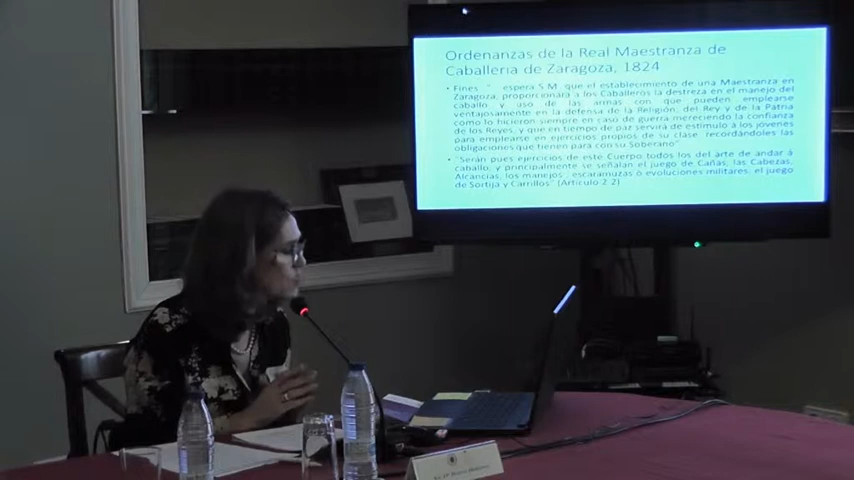 Ordenanzas de la Real Maestranza de
Caballería de Zaragoza, 1824
• Fines " espera S.M. que el establecimiento de una Maestranza en
Zaragoza, proporcionará a los Caballeros la destreza en el manejo del
caballo, y uso de las armas con que pueden emplearse
ventajosamente en la defensa de la Religión, del Rey y de la Patria
como lo hicieron siempre en caso de guerra mereciendo la confianza
de los Reyes, y que en tiempo de paz servirá de estímulo a los jovenes
para emplearse en ejercicios propios de su clase, recordándoles las
obligaciones que tienen para con su Soberano"
• "Serán pues ejercicios de este Cuerpo todos los del arte de andar á
caballo, y principalmente se señalan el juego de Cañas, las Cabezas,
Alcancías, los manejos, escaramuzas ó evoluciones militares, el juego
de Sortija y Carrillos" (Artículo 2 2)